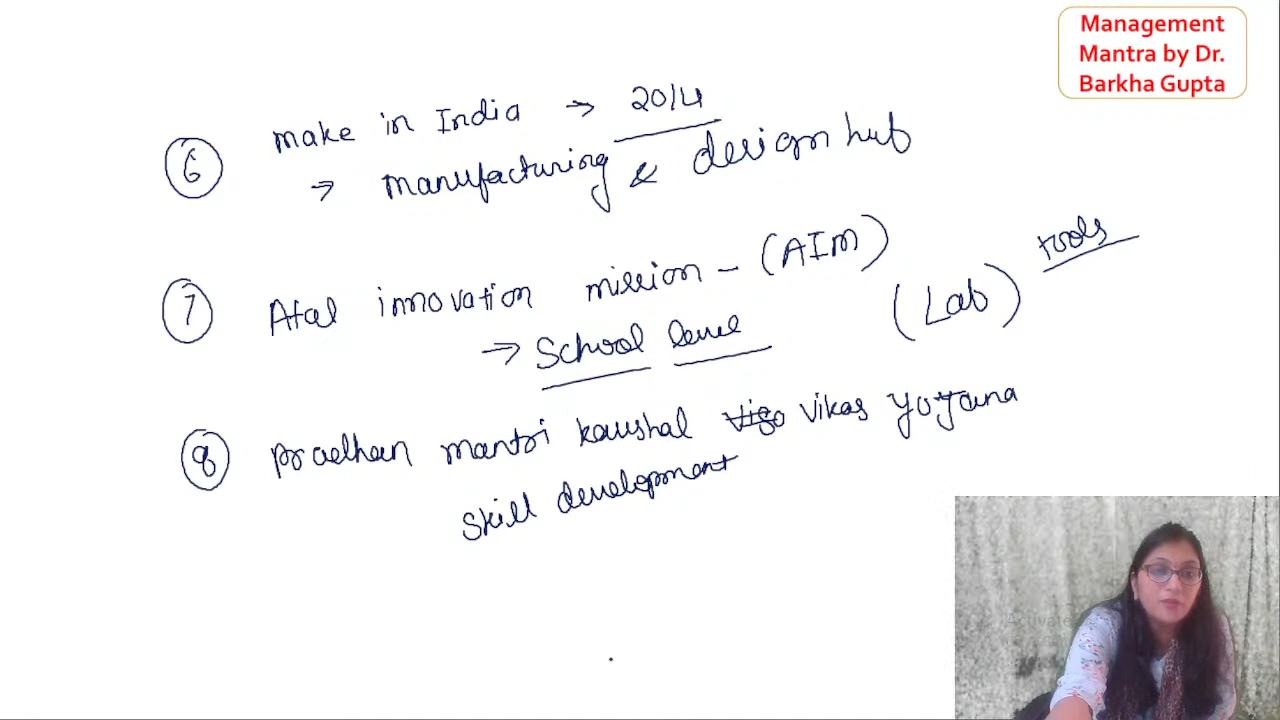 Management
Mantra by Dr.
Barkha Gupta
6 make in India → 2014
→ manufacturing & design hub
7 Atal innovation mission - (AIM)
→ School level (Lab) tools
8 Pradhan mantri kaushal vikas yojana
skill development
Activate